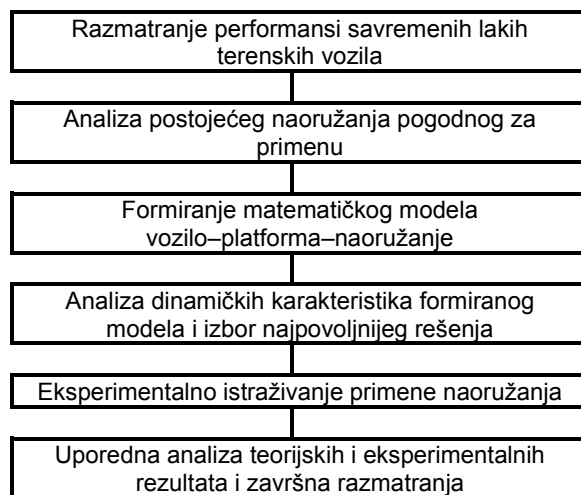 Razmatranje performansi savremenih lakih
terenskih vozila
Analiza postojećeg naoružanja pogodnog za
primenu
Formiranje matematičkog modela
vozilo–platforma–naoružanje
Analiza dinamičkih karakteristika formiranog
modela i izbor najpovoljnijeg rešenja
Eksperimentalno istraživanje primene naoružanja
Uporedna analiza teorijskih i eksperimentalnih
rezultata i završna razmatranja